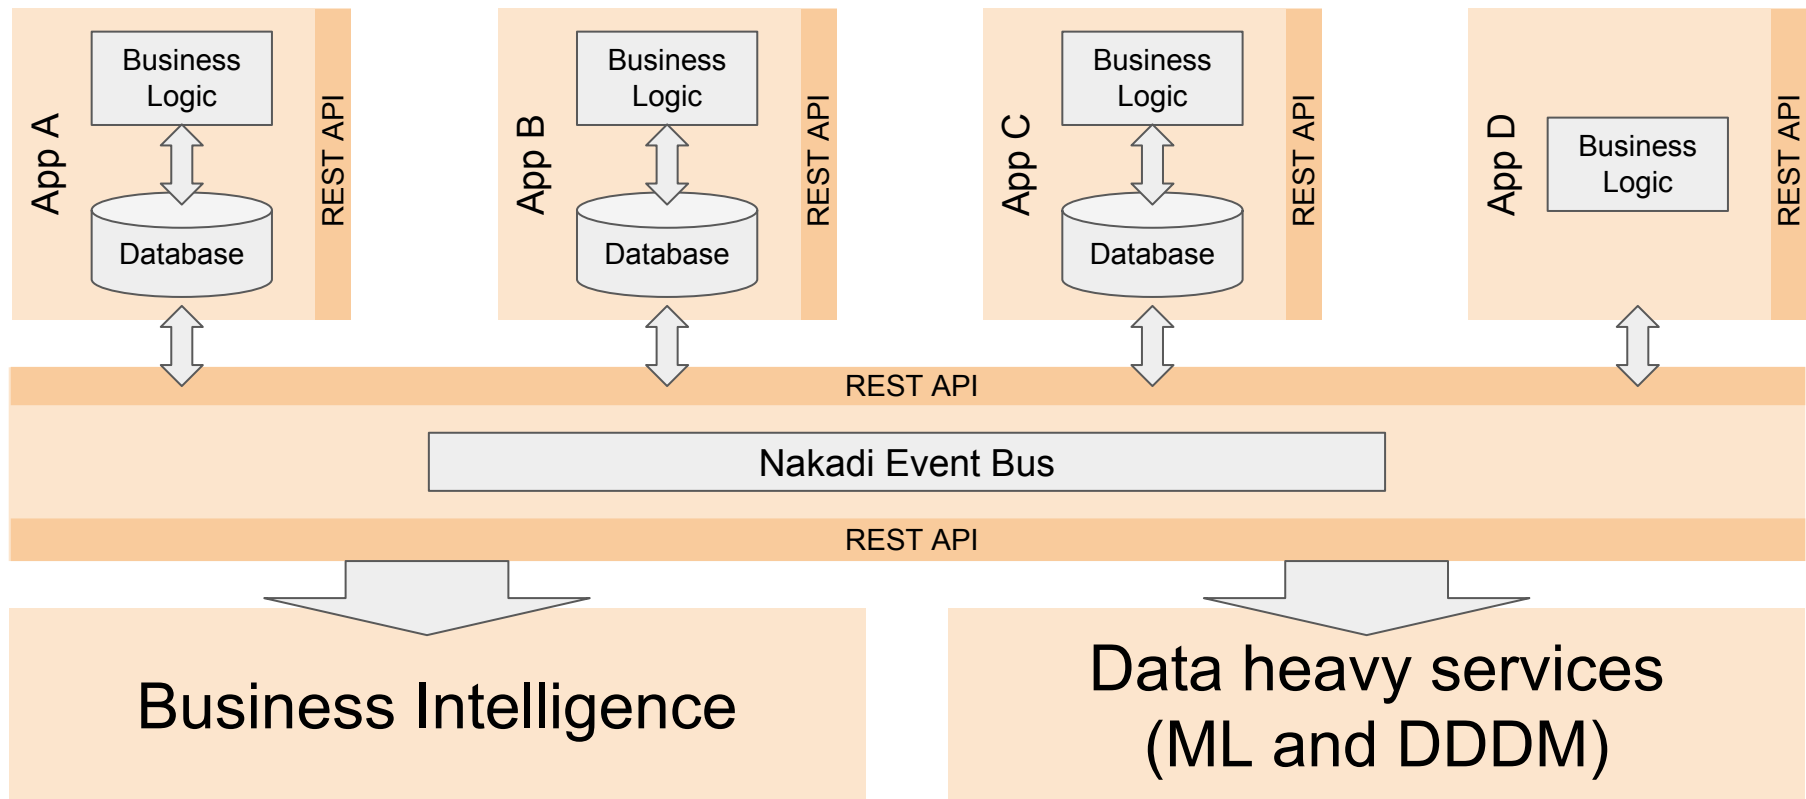 App A
Business
Logic
Database
REST API
App B
Business
Logic
Database
REST API
App C
Business
Logic
Database
REST API
App D
Business
Logic
REST API
REST API
Nakadi Event Bus
REST API
Business Intelligence
Data heavy services
(ML and DDDM)